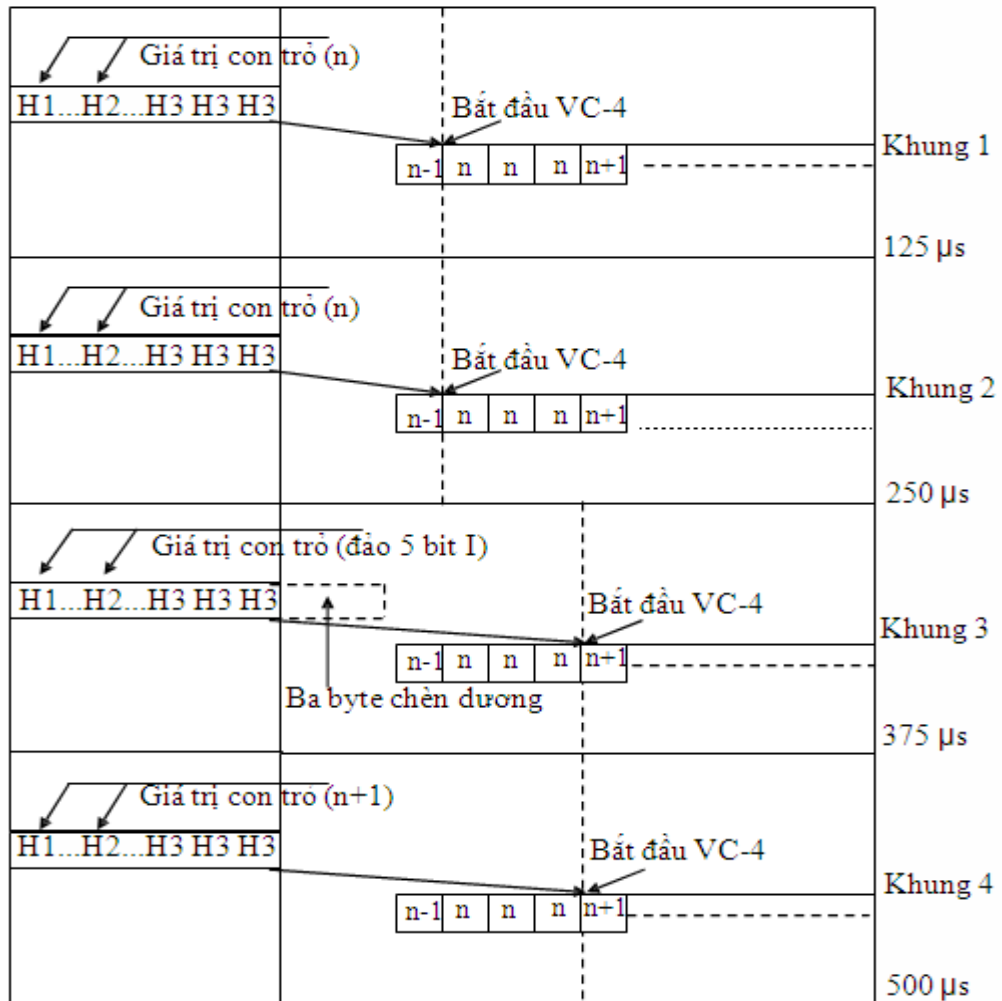 Giá trị con trỏ (n)
H1...H2...H3 H3 H3
Bắt đầu VC-4
Khung 1
n-1 n n n n+1
125 µs
Giá trị con trỏ (n)
H1...H2...H3 H3 H3
Bắt đầu VC-4
Khung 2
n-1 n n n n+1
250 µs
Giá trị con trỏ (đảo 5 bit I)
H1...H2...H3 H3 H3
Bắt đầu VC-4
Khung 3
n-1 n n n n+1
Ba byte chèn dương
375 µs
Giá trị con trỏ (n+1)
H1...H2...H3 H3 H3
Bắt đầu VC-4
Khung 4
n-1 n n n n+1
500 µs